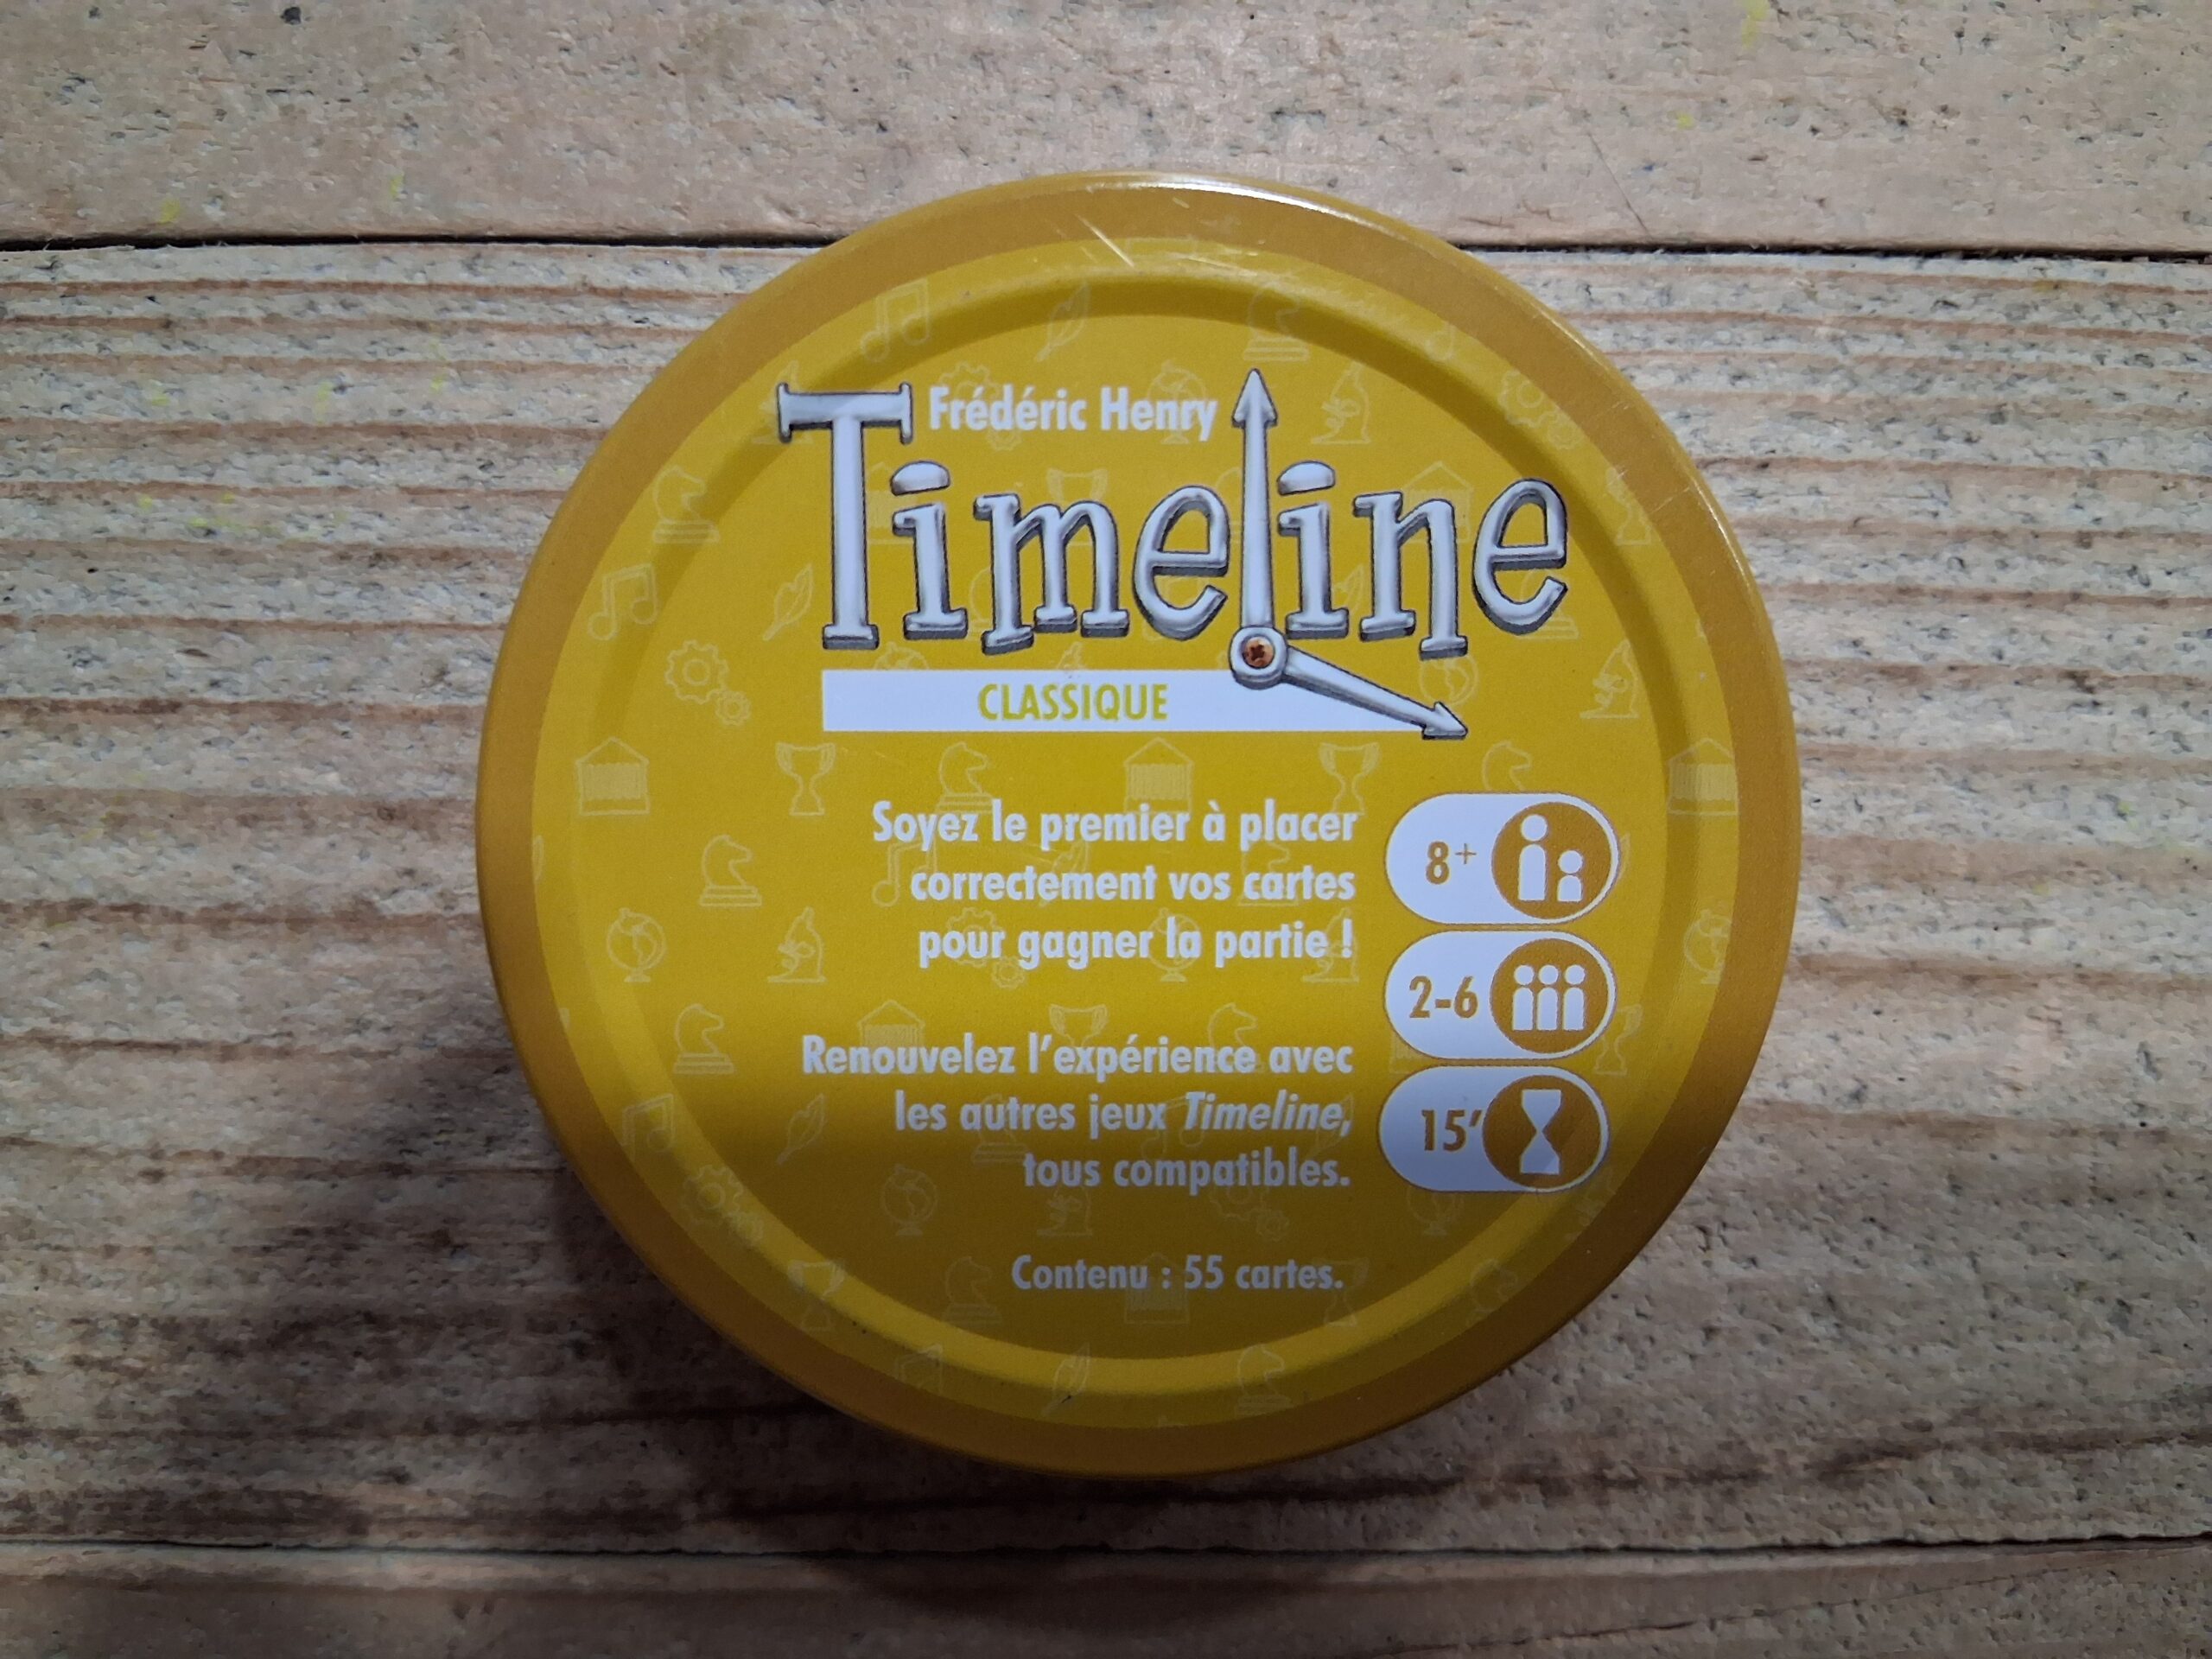 Frédéric Henry
Timeline
CLASSIQUE
Soyez le premier à placer
correctement vos cartes
pour gagner la partie !
8+
2-6
15’
Renouvelez l’expérience avec
les autres jeux Timeline,
tous compatibles.
Contenu : 55 cartes.